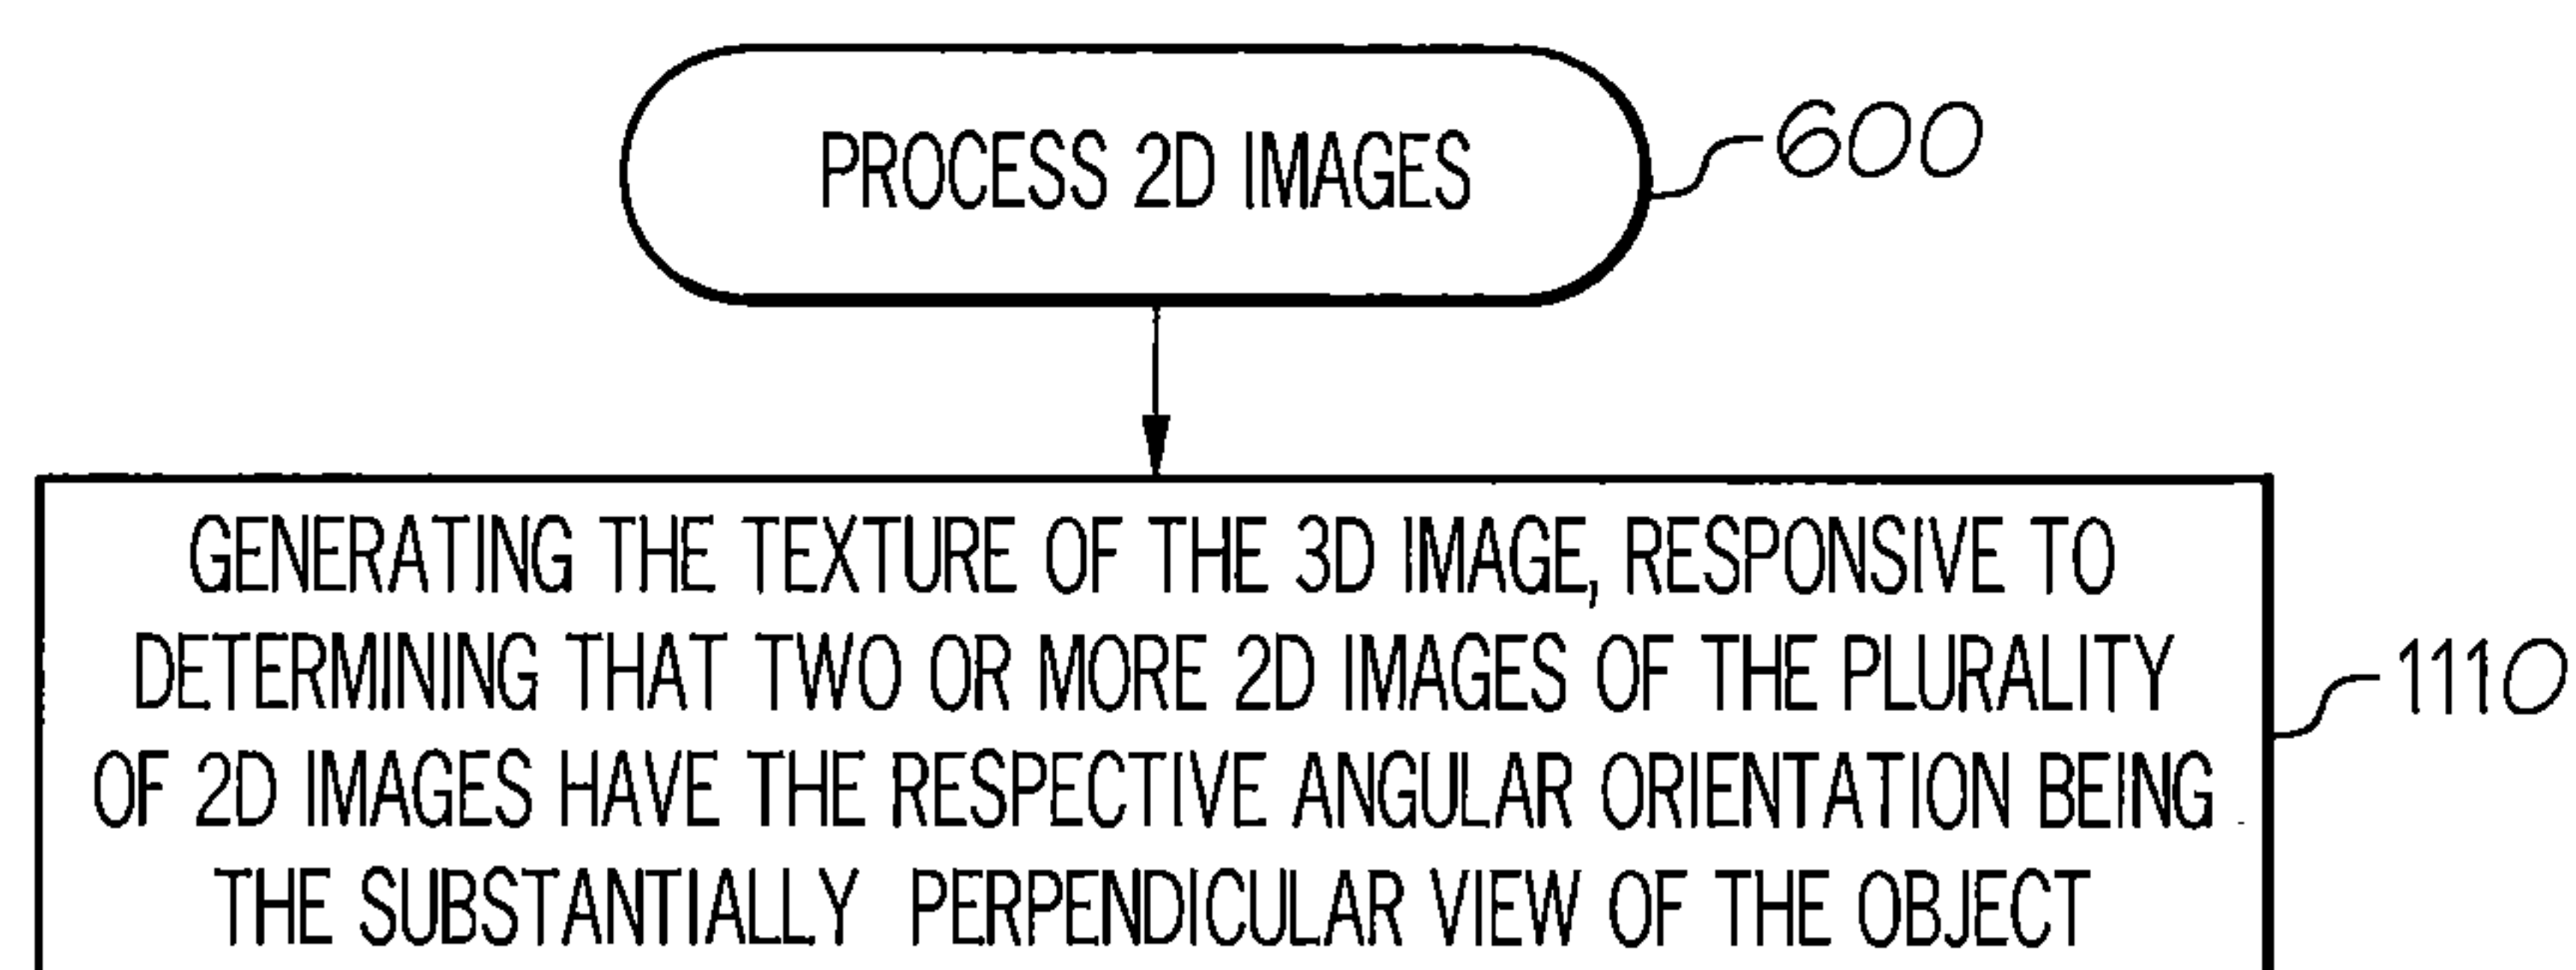 PROCESS 2D IMAGES
600
GENERATING THE TEXTURE OF THE 3D IMAGE, RESPONSIVE TO
DETERMINING THAT TWO OR MORE 2D IMAGES OF THE PLURALITY
OF 2D IMAGES HAVE THE RESPECTIVE ANGULAR ORIENTATION BEING
THE SUBSTANTIALLY PERPENDICULAR VIEW OF THE OBJECT
1110